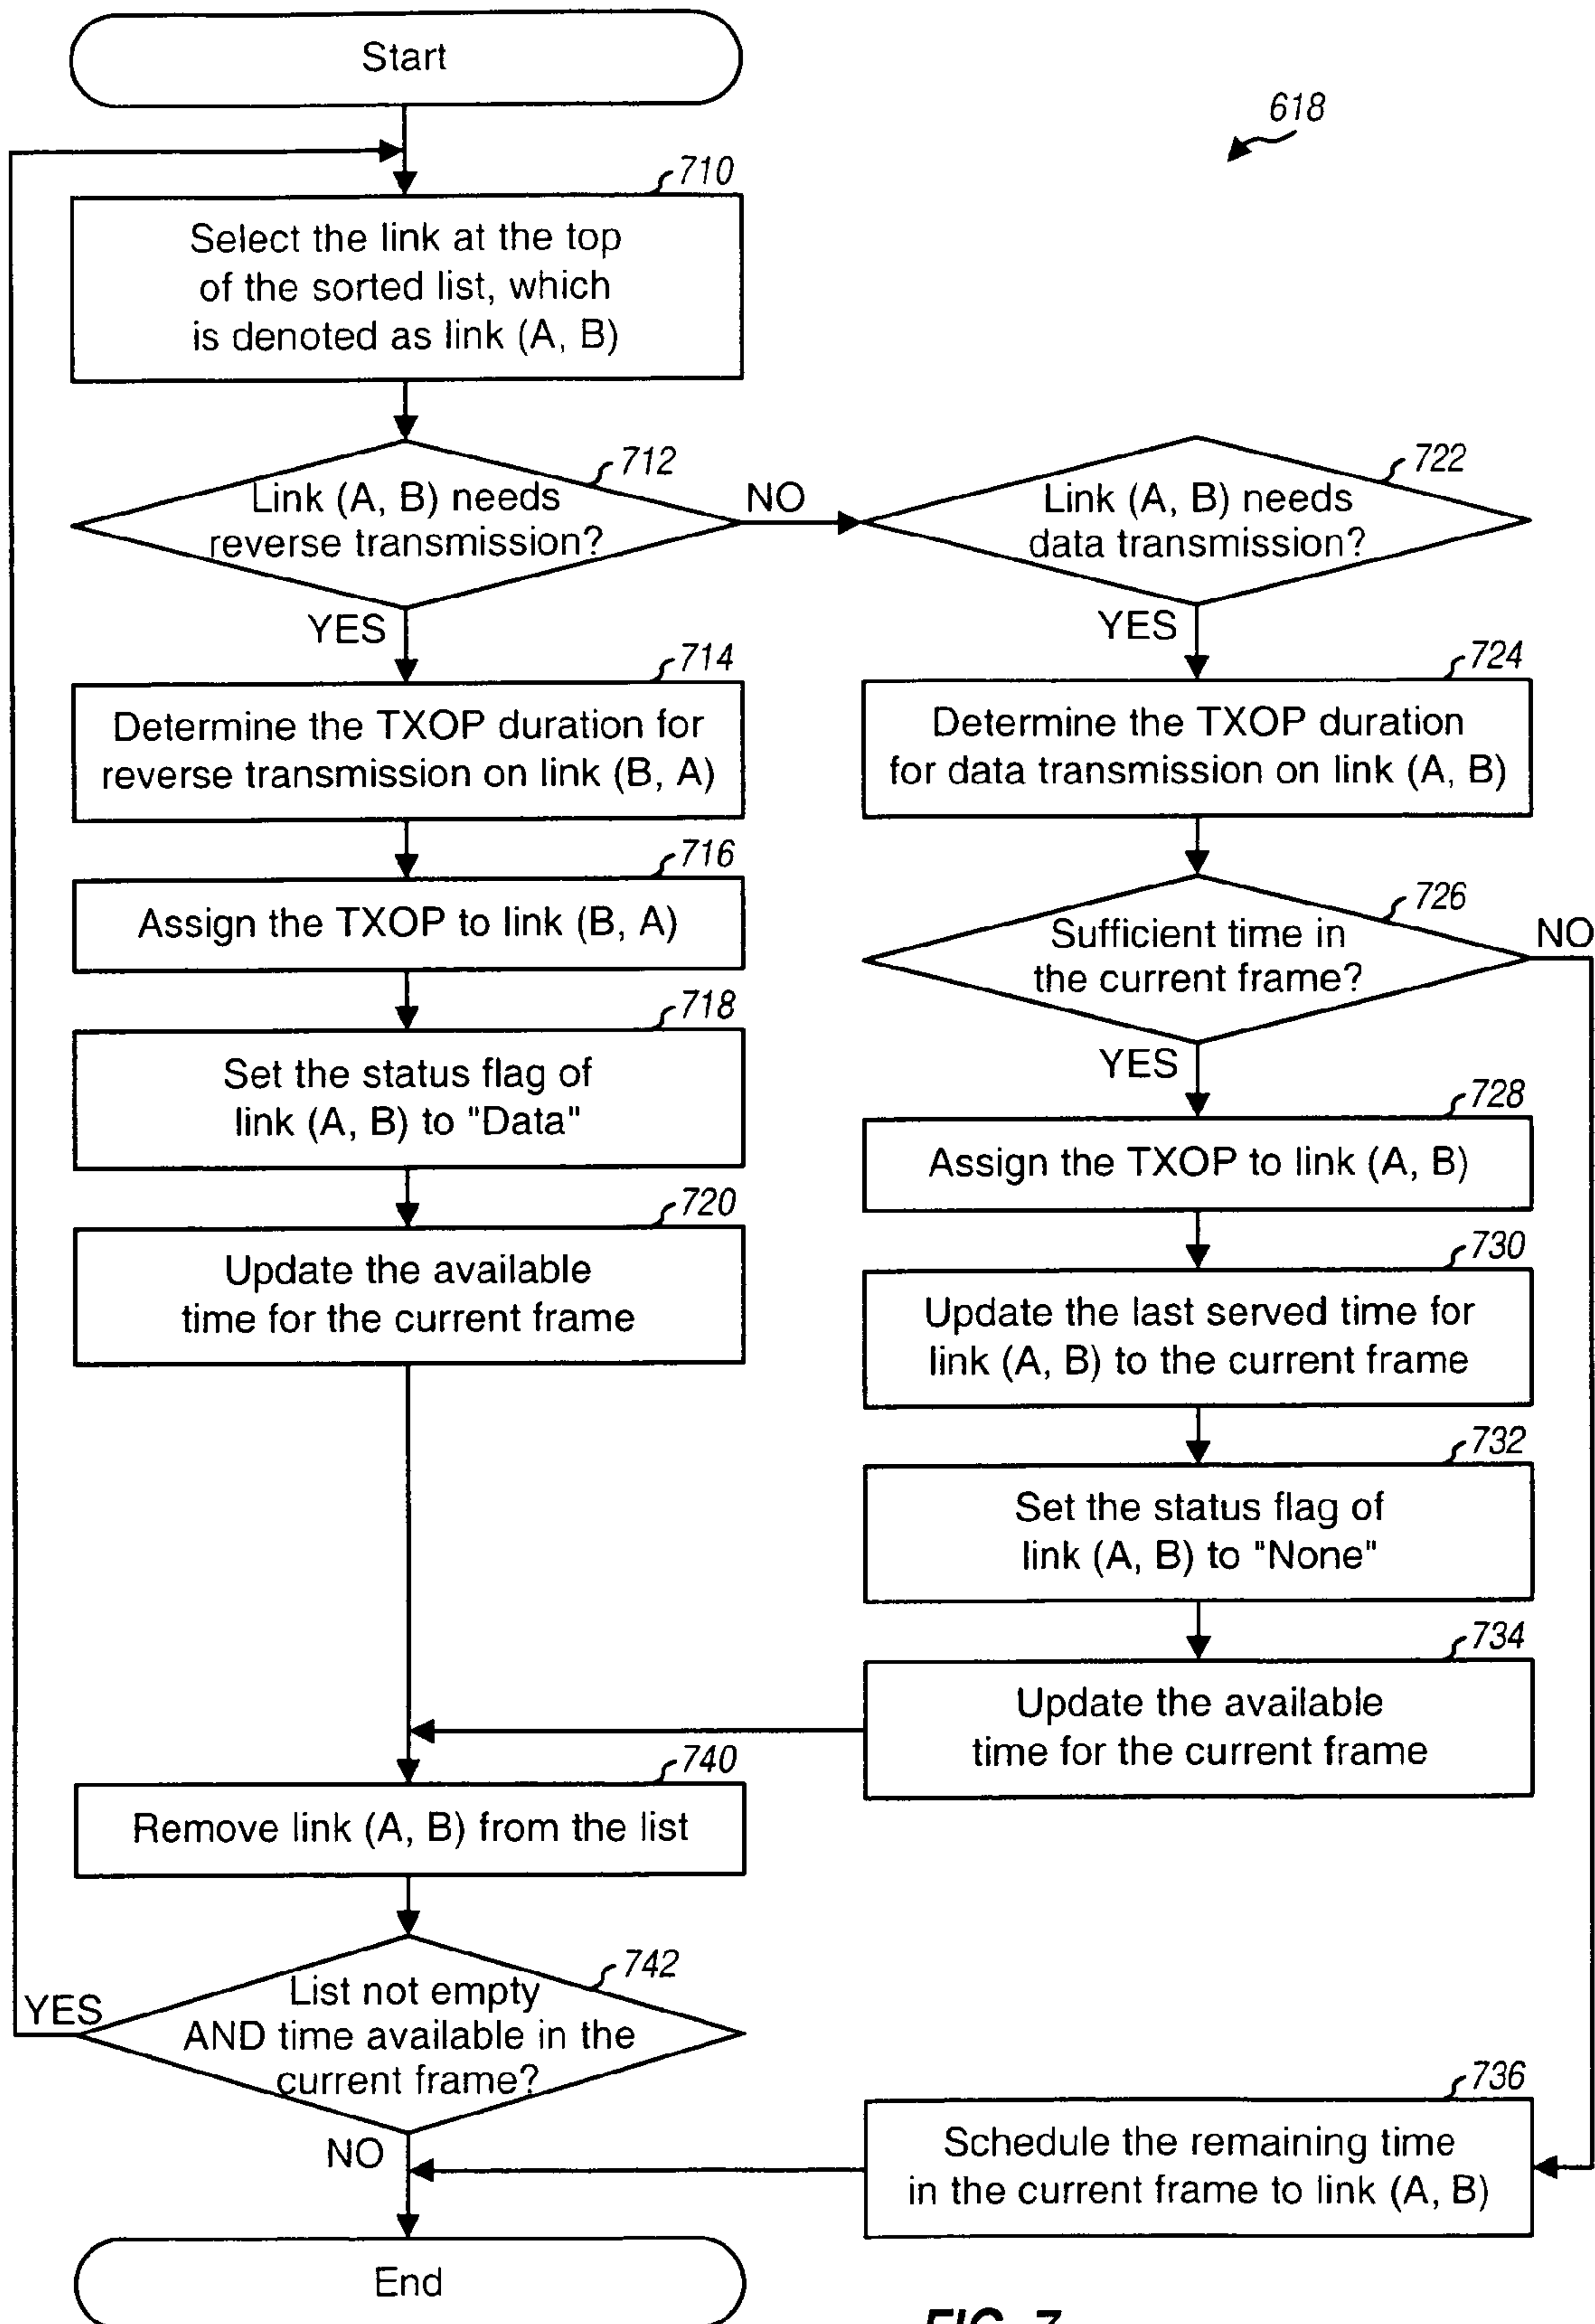 Start
618
710
Select the link at the top
of the sorted list, which
is denoted as link (A, B)
712
Link (A, B) needs
reverse transmission?
NO
YES
722
Link (A, B) needs
data transmission?
YES
714
Determine the TXOP duration for
reverse transmission on link (B, A)
724
Determine the TXOP duration
for data transmission on link (A, B)
716
Assign the TXOP to link (B, A)
726
Sufficient time in
the current frame?
NO
YES
718
Set the status flag of
link (A, B) to "Data"
728
Assign the TXOP to link (A, B)
720
Update the available
time for the current frame
730
Update the last served time for
link (A, B) to the current frame
732
Set the status flag of
link (A, B) to "None"
734
Update the available
time for the current frame
740
Remove link (A, B) from the list
742
List not empty
AND time available in the
current frame?
YES
NO
736
Schedule the remaining time
in the current frame to link (A, B)
End
FIG. 7